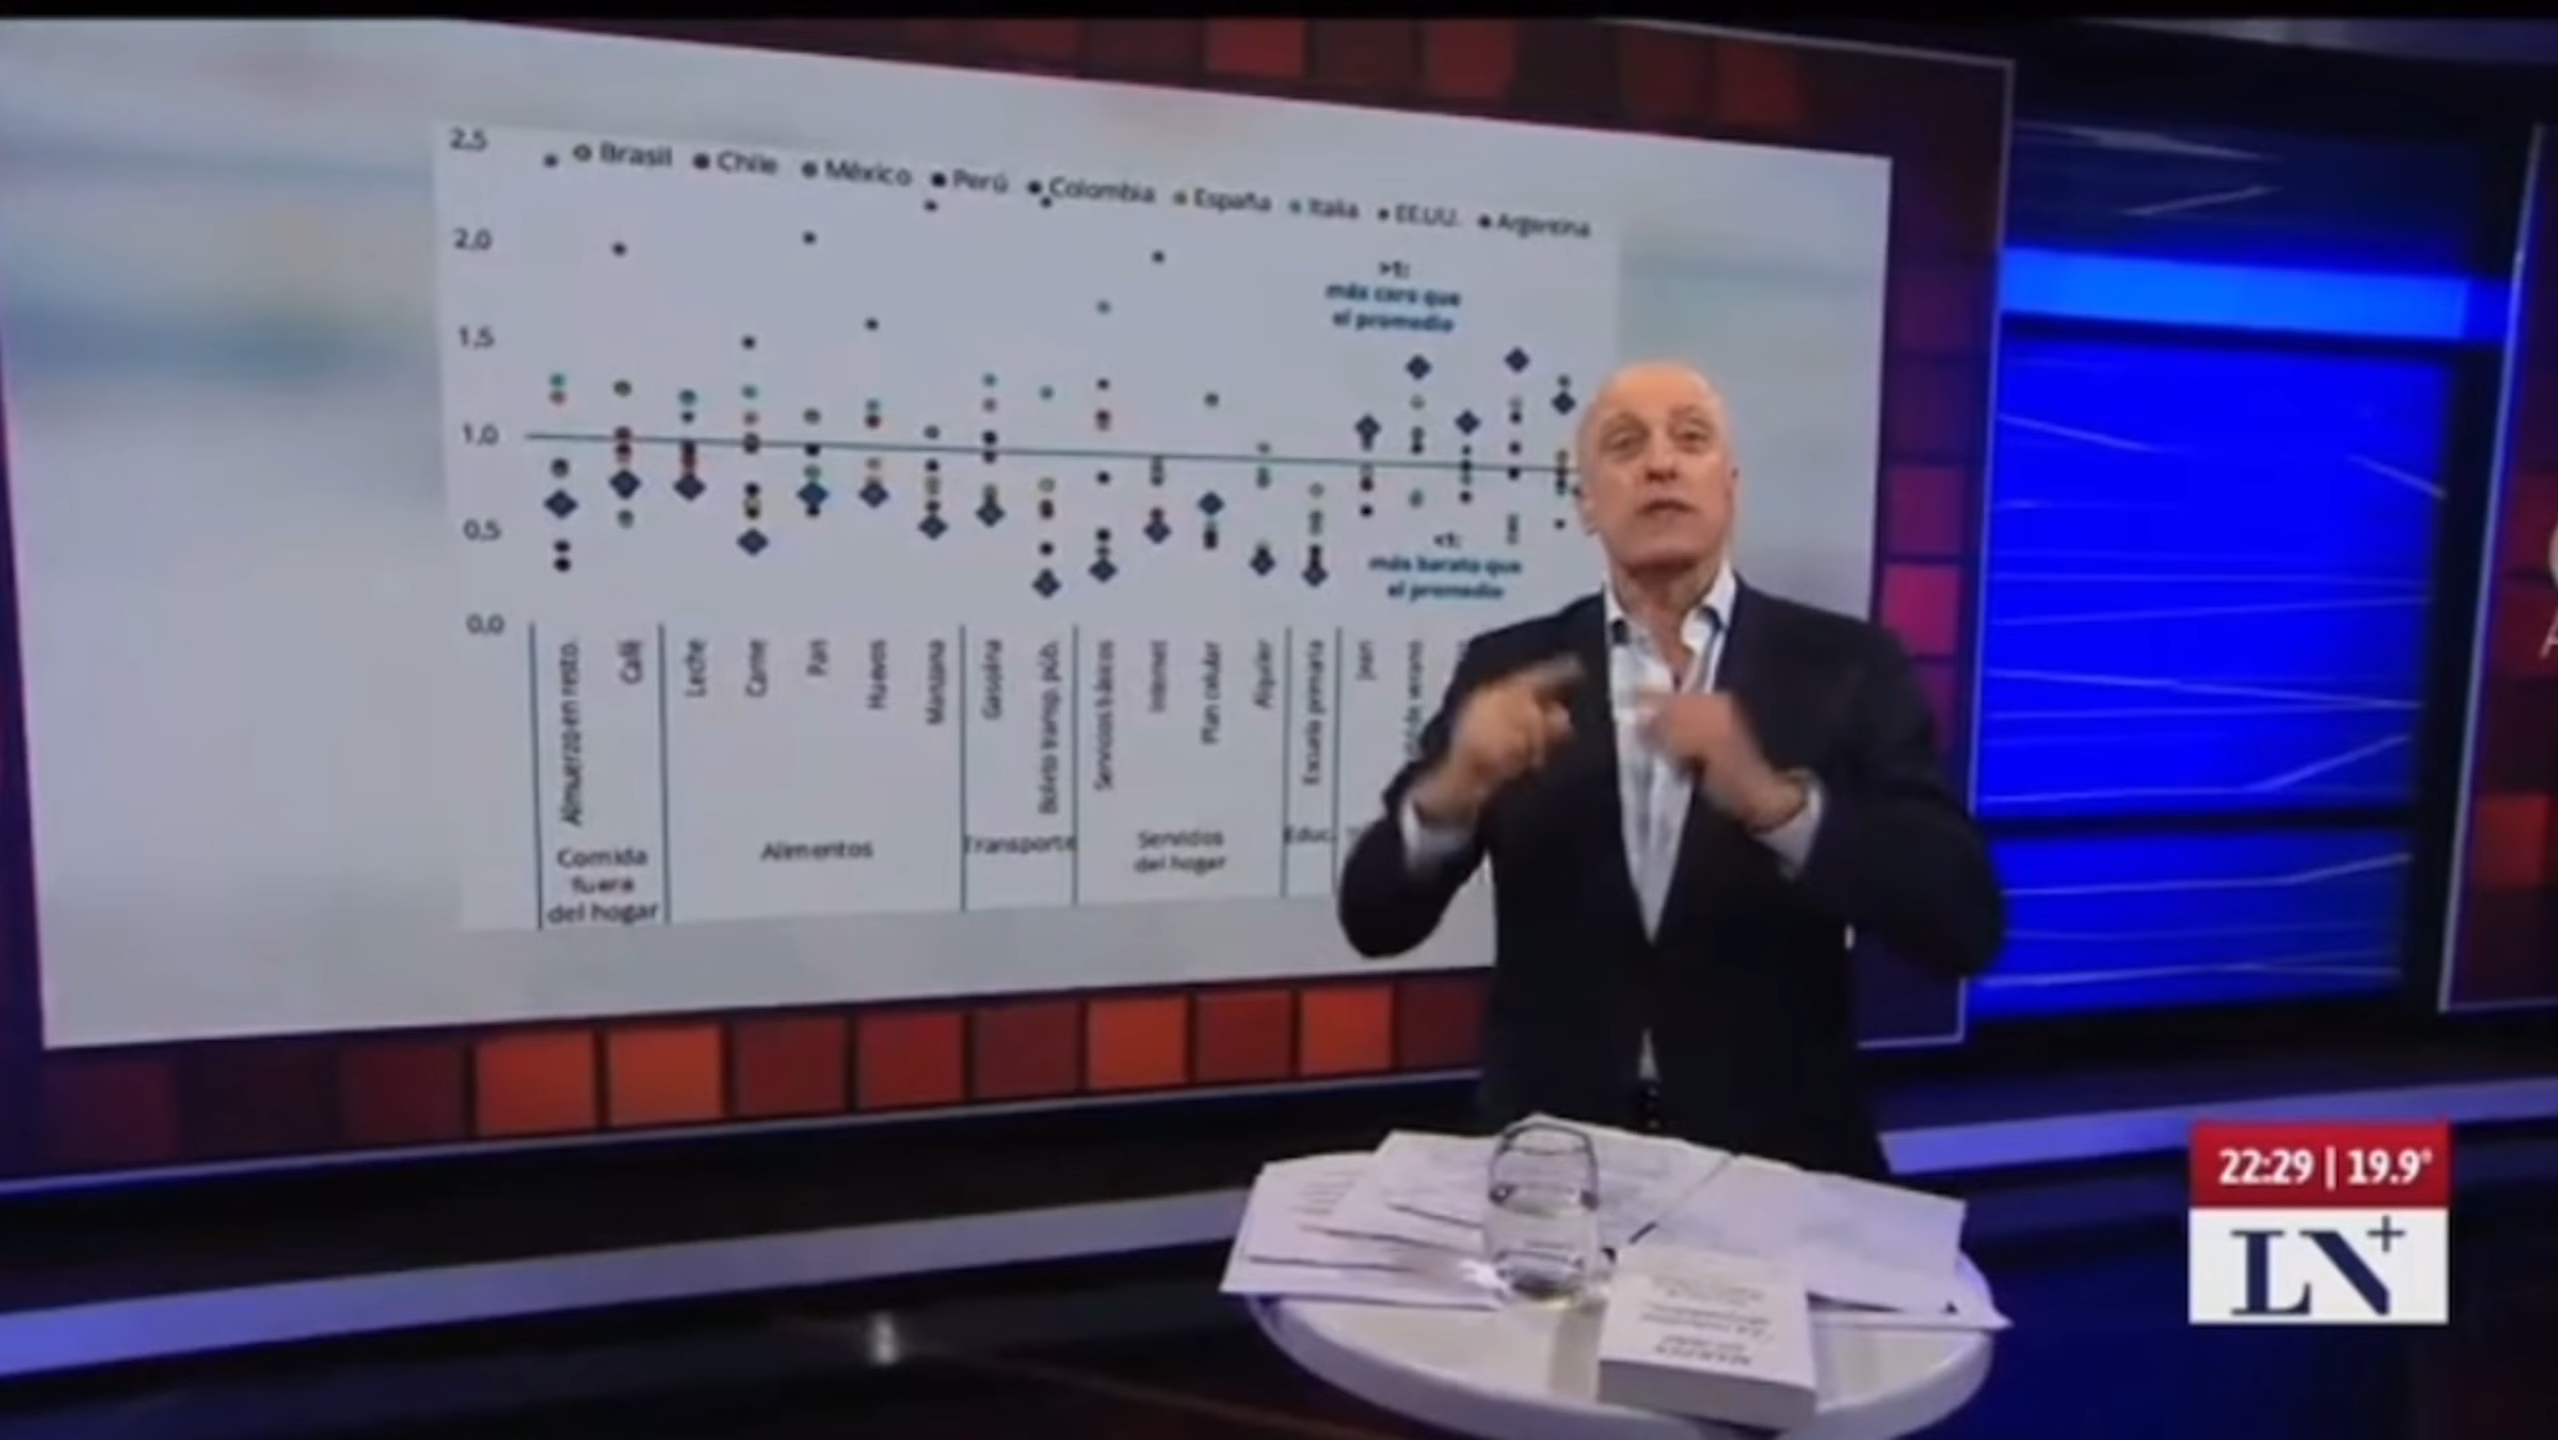 2,5
Brasil Chile México Perú Colombia España Italia EE.UU. Argentina
2,0
>1:
más caro que
el promedio
1,5
1,0
0,5
<1:
más barato que
el promedio
0,0
Almuerzo en resto.
Café
Leche
Carne
Pan
Huevos
Manzana
Gasolina
Boleto transp. púb.
Servicios básicos
Internet
Plan celular
Alquiler
Escuela primaria
Jean
de verano
Comida
fuera
del hogar
Alimentos
Transporte
Servicios
del hogar
Educ.
22:29 | 19.9°
LN+